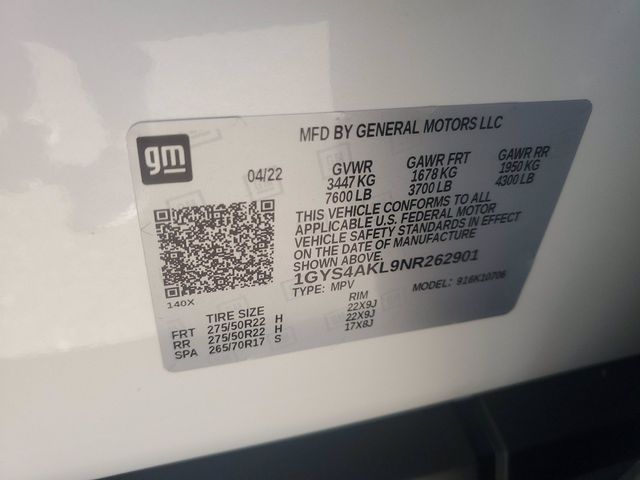 gm
MFD BY GENERAL MOTORS LLC
04/22
GVWR GAWR FRT GAWR RR
3447 KG 1678 KG 1950 KG
7600 LB 3700 LB 4300 LB
THIS VEHICLE CONFORMS TO ALL
APPLICABLE U.S. FEDERAL MOTOR
VEHICLE SAFETY STANDARDS IN EFFECT
ON THE DATE OF MANUFACTURE
SHOWN ABOVE.
1GYS4AKL9NR262901
TYPE: MPV MODEL: 916K10706
140X
TIRE SIZE RIM
FRT 275/50R22 H 22X9J
RR 275/50R22 H 22X9J
SPA 265/70R17 S 17X8J